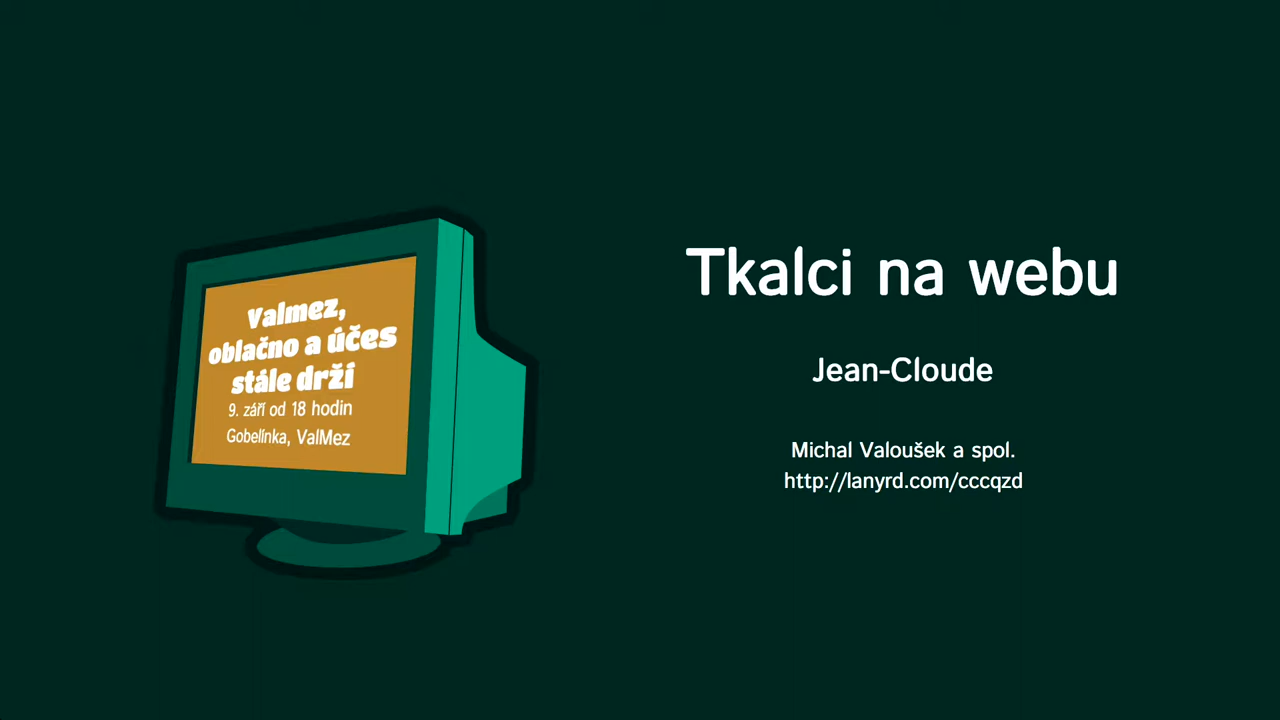 Valmez,
oblačno a účes
stále drží
9. září od 18 hodin
Gobelínka, ValMez
Tkalci na webu
Jean-Cloude
Michal Valoušek a spol.
http://lanyrd.com/cccqzd